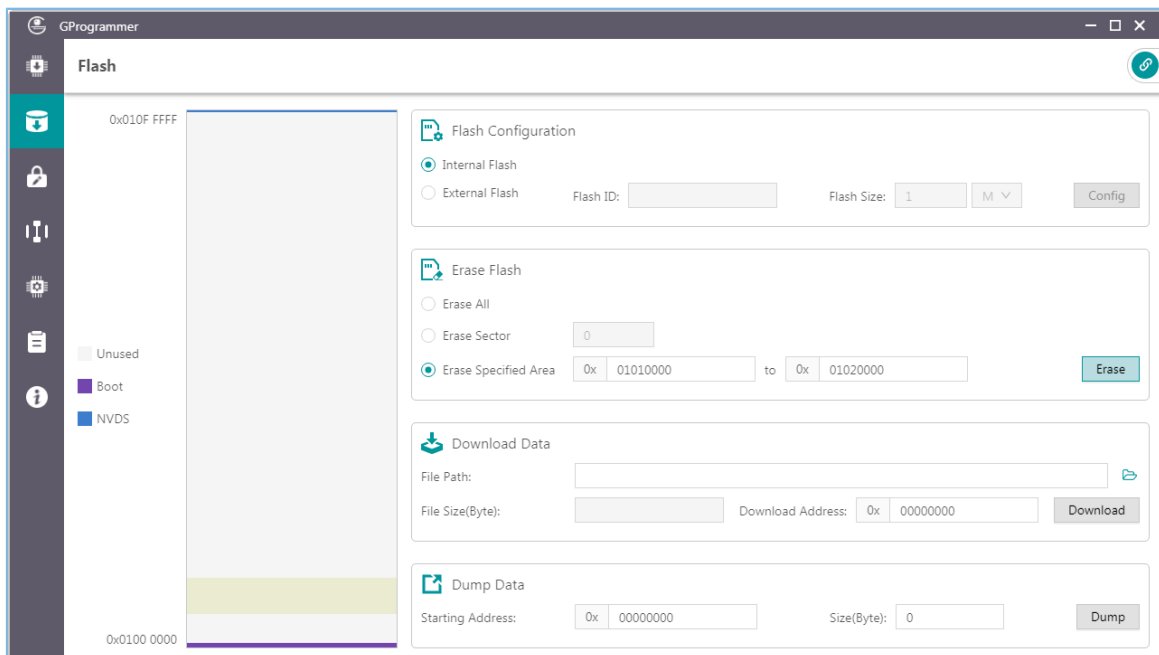 GProgrammer
Flash
0x010F FFFF
Unused
Boot
NVDS
0x0100 0000
Flash Configuration
Internal Flash
External Flash Flash ID: Flash Size: 1 M Config
Erase Flash
Erase All
Erase Sector 0
Erase Specified Area 0x 01010000 to 0x 01020000 Erase
Download Data
File Path:
File Size(Byte): Download Address: 0x 00000000 Download
Dump Data
Starting Address: 0x 00000000 Size(Byte): 0 Dump